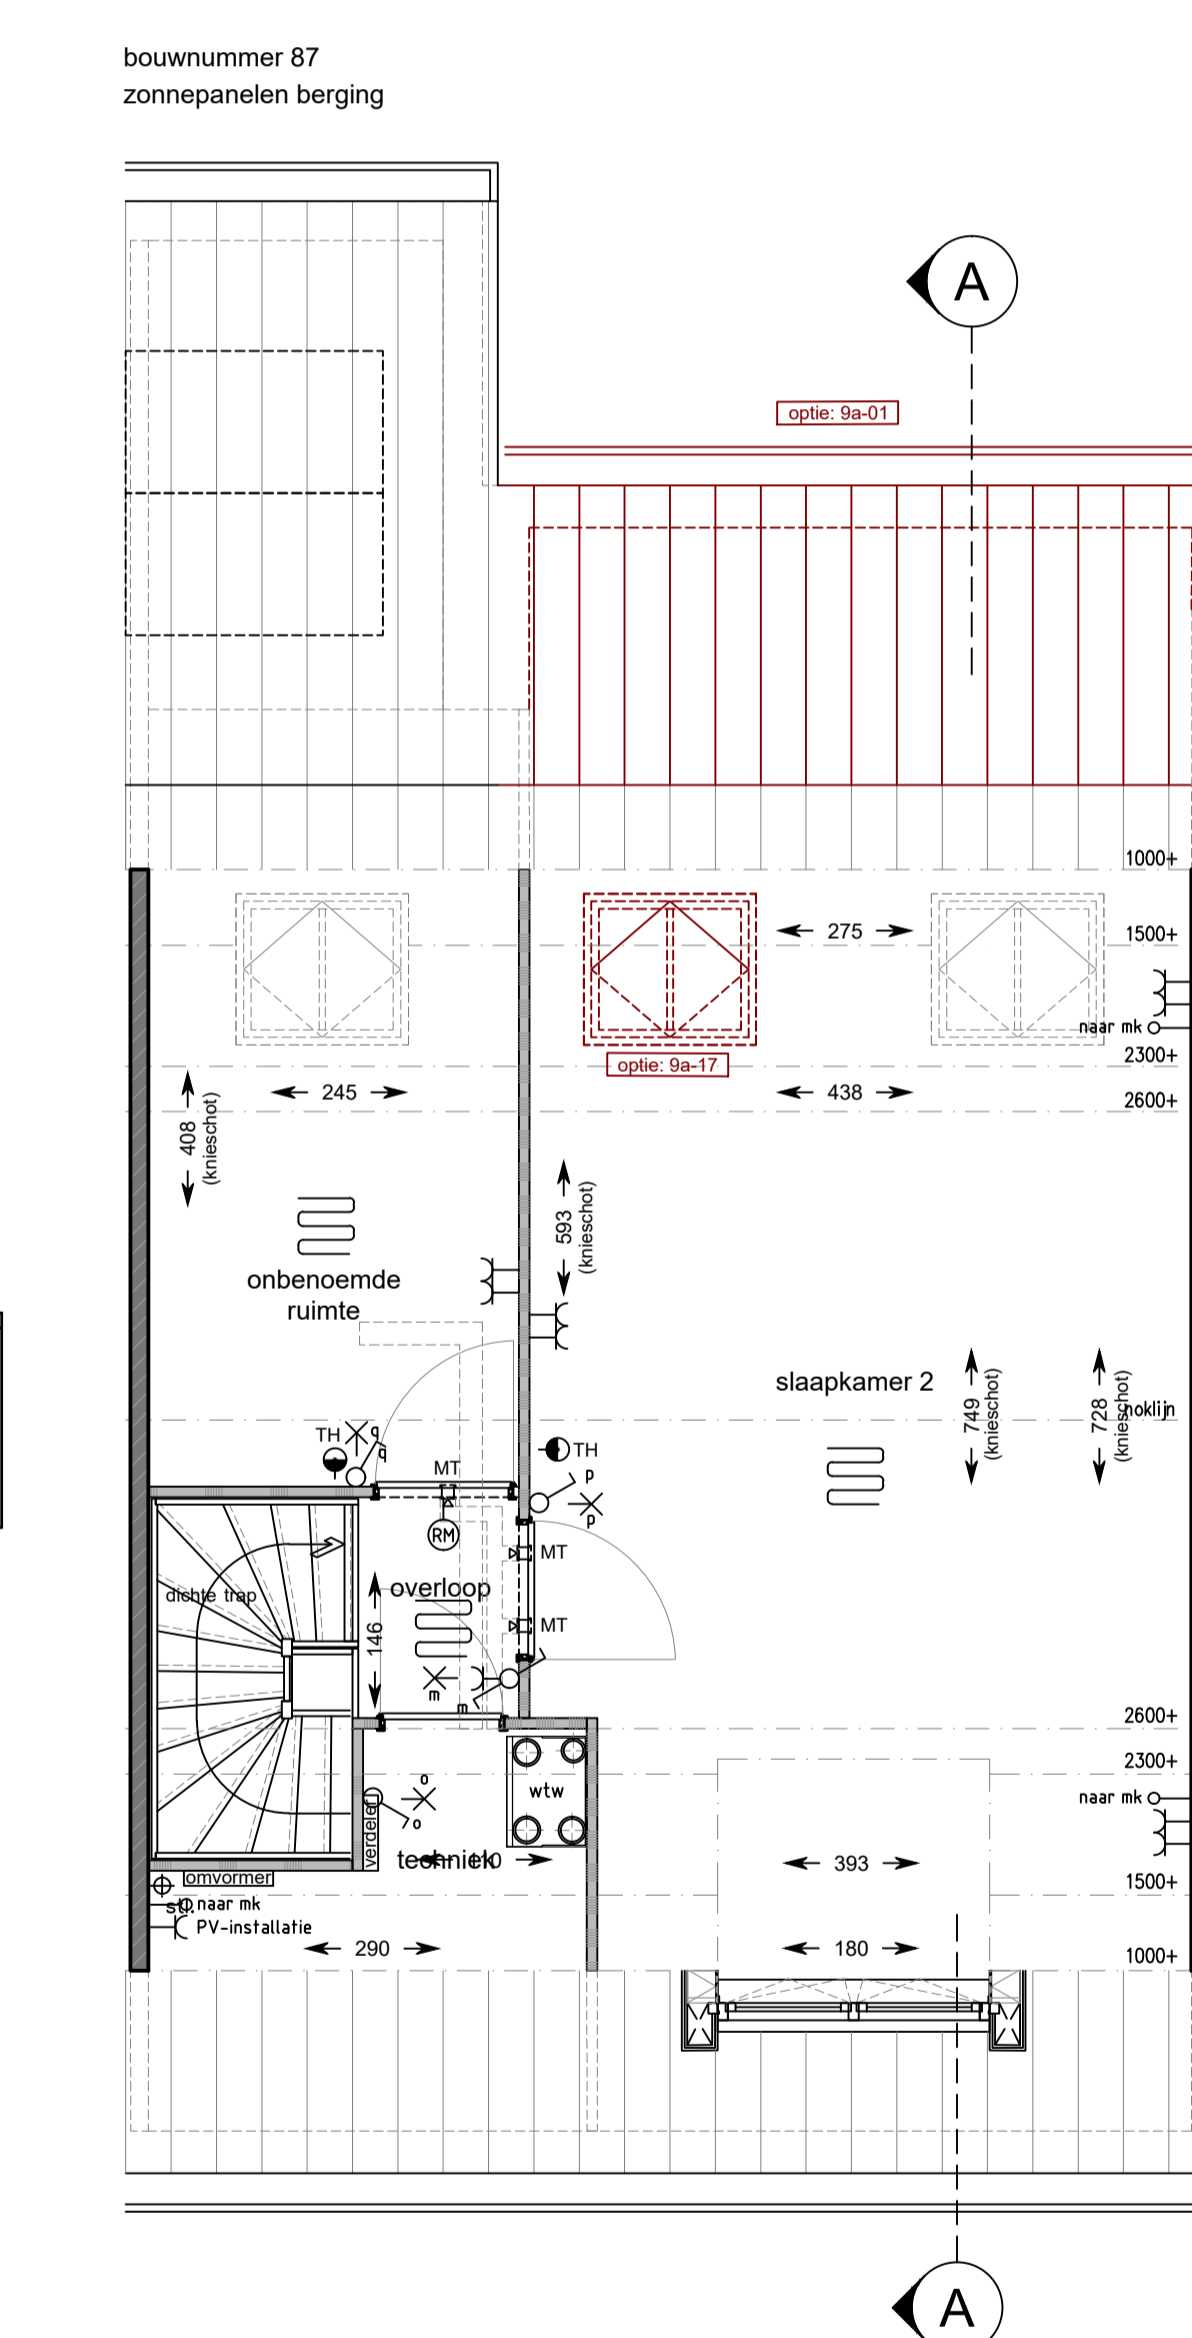 bouwnummer 87
zonnepanelen berging
A
optie: 9a-01
1000+
275
1500+
naar mk
optie: 9a-17
2300+
245
438
2600+
408
(knieschot)
593
(knieschot)
onbenoemde
ruimte
slaapkamer 2
749
(knieschot)
728
(knieschot)
noklijn
TH
q
q
TH
MT
p
p
RM
MT
dichte trap
overloop
MT
146
m
m
2600+
2300+
wtw
o
naar mk
o
verdeler
techniek
393
omvormer
1500+
naar mk
PV-installatie
290
180
1000+
A